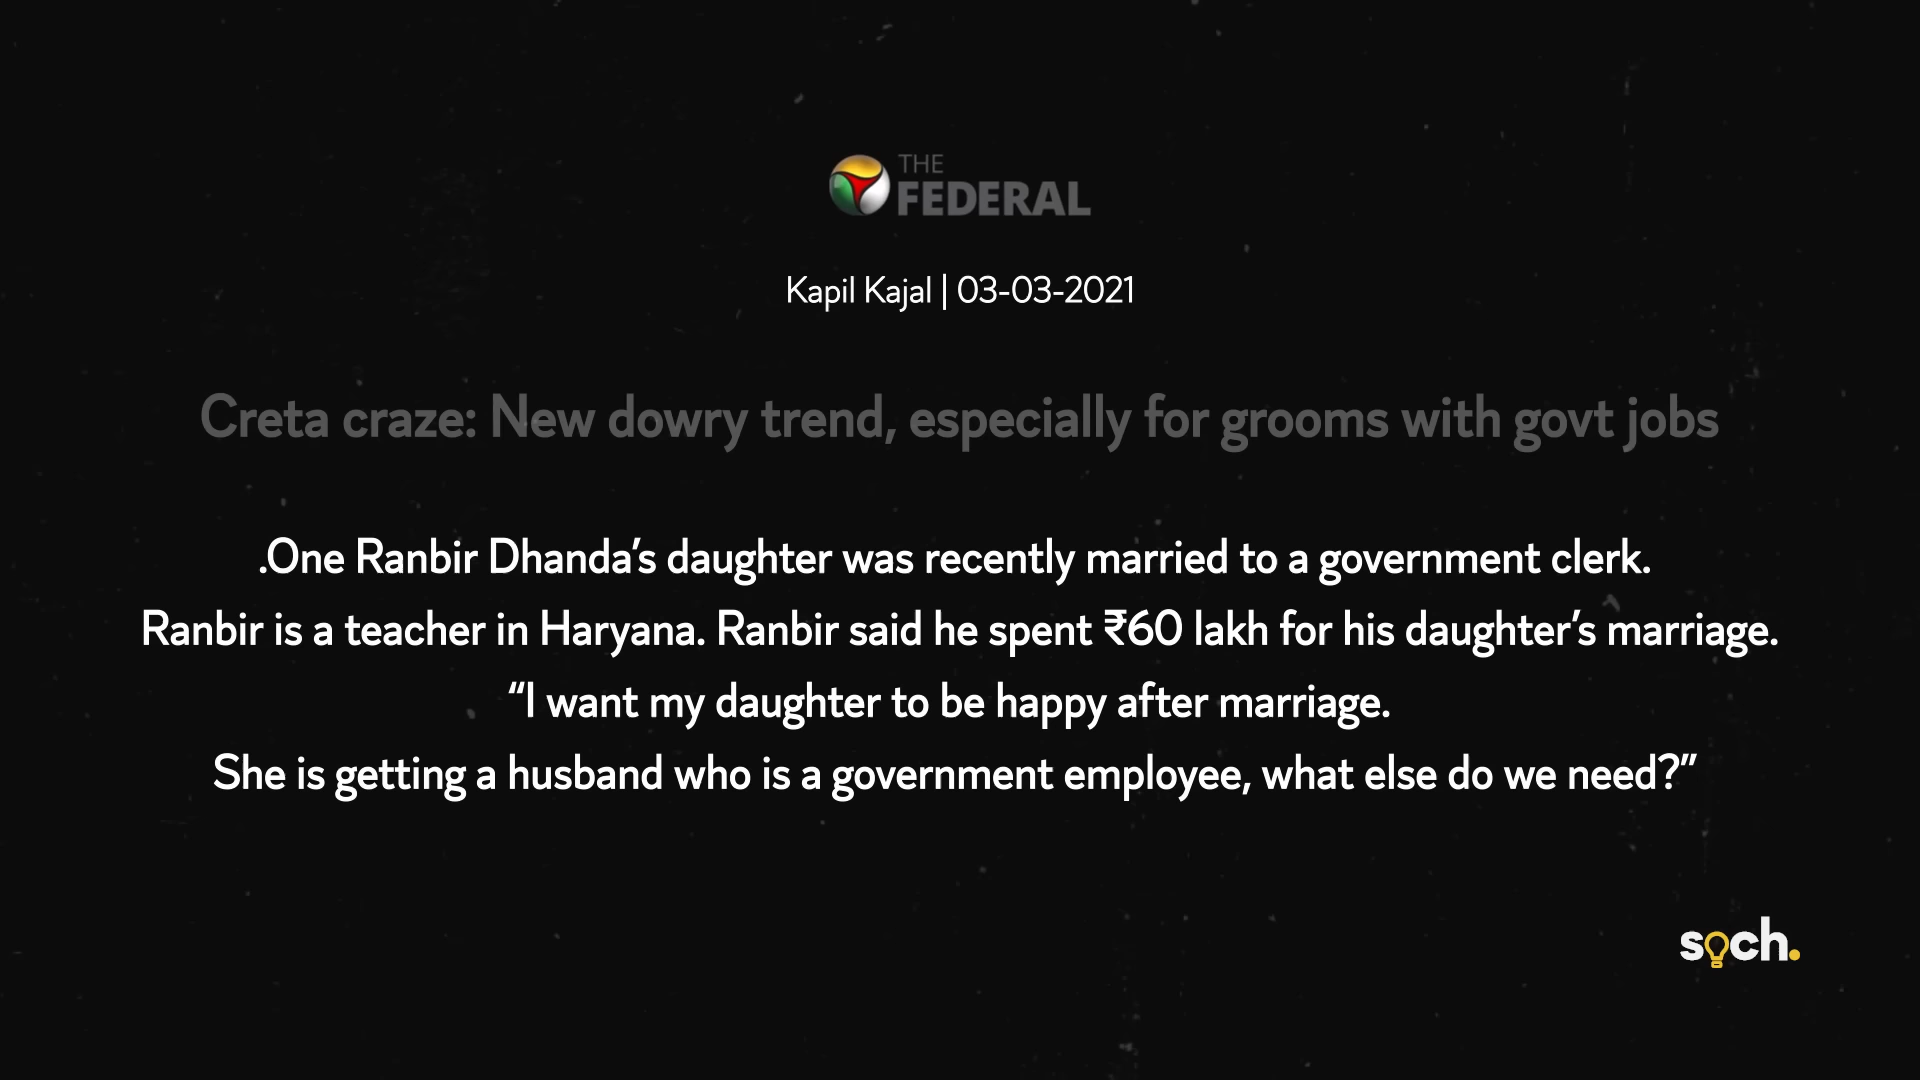 THE
FEDERAL
Kapil Kajal | 03-03-2021
Creta craze: New dowry trend, especially for grooms with govt jobs
.One Ranbir Dhanda’s daughter was recently married to a government clerk.
Ranbir is a teacher in Haryana. Ranbir said he spent ₹60 lakh for his daughter’s marriage.
“I want my daughter to be happy after marriage.
She is getting a husband who is a government employee, what else do we need?”
soch.